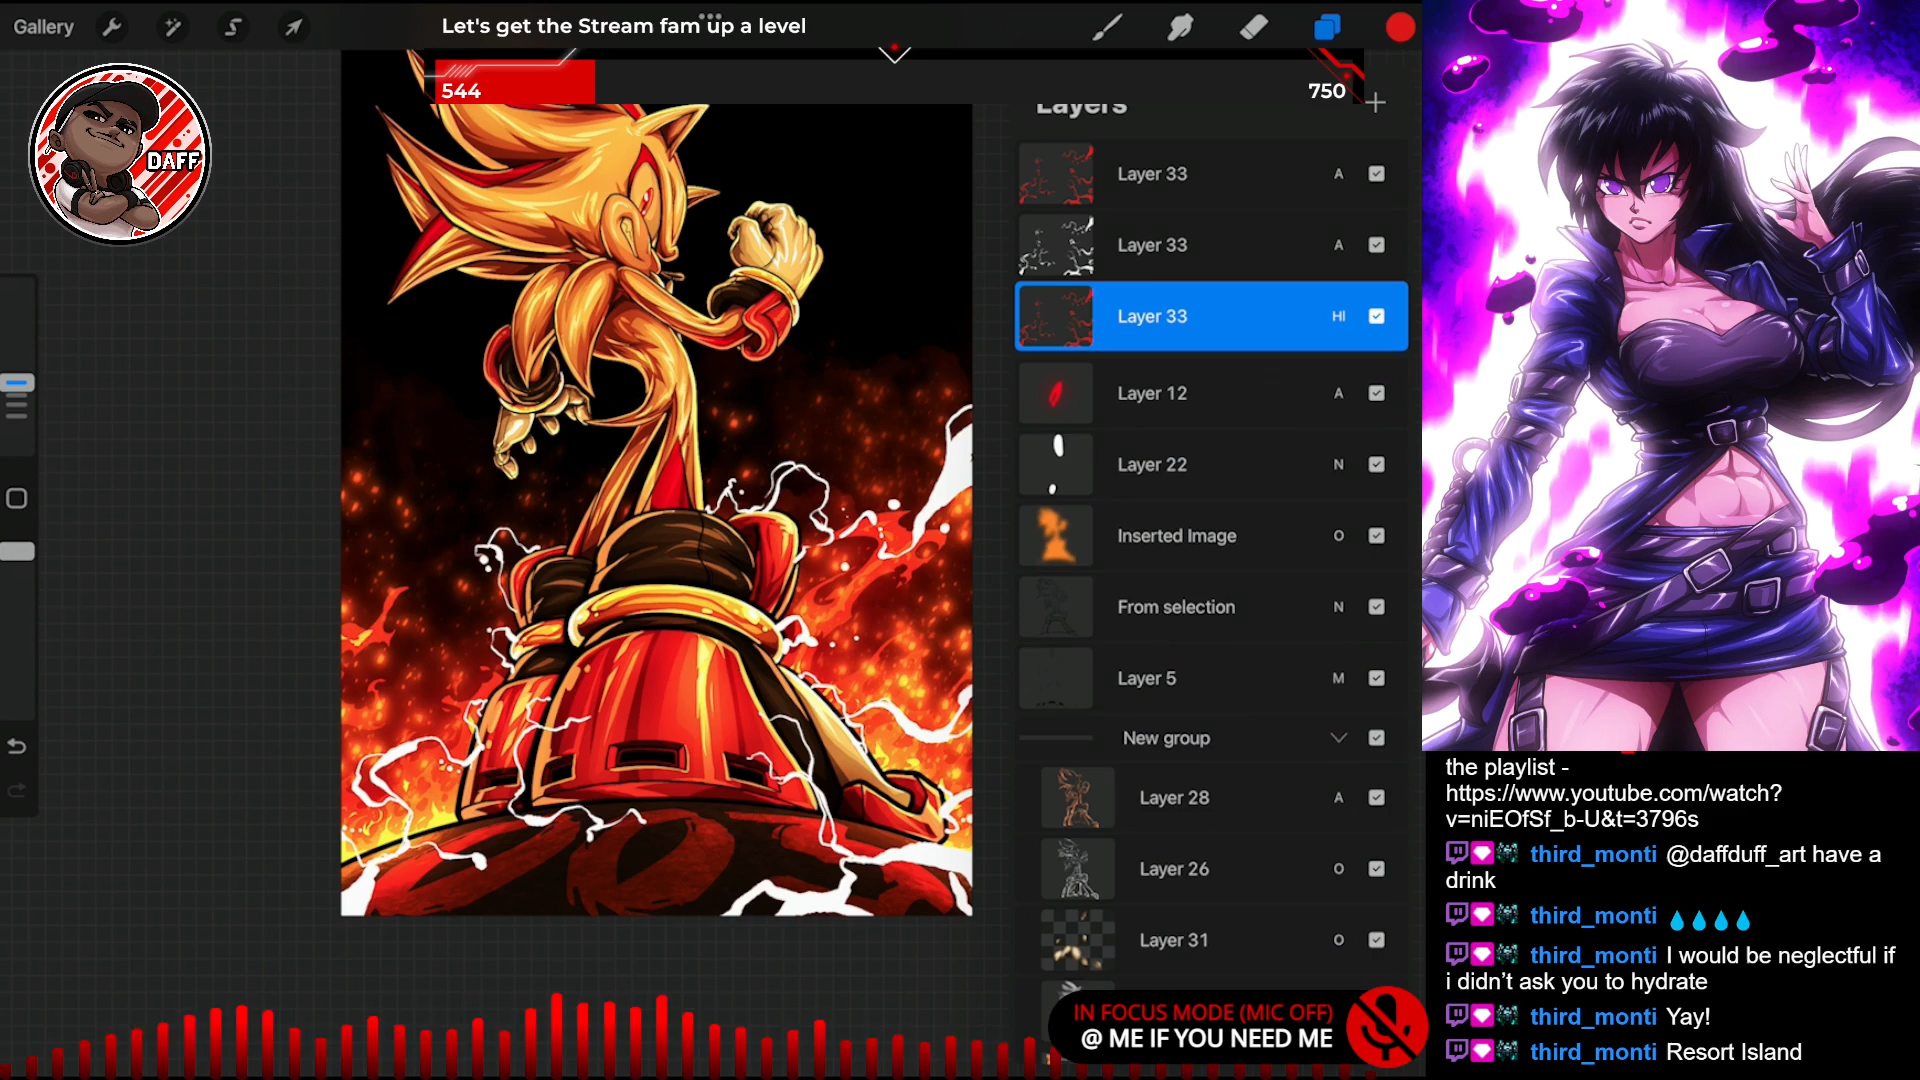 Gallery
Let's get the Stream fam up a level
544
750
DAFF
Layers
Layer 33 A
Layer 33 A
Layer 33 HI
Layer 12 A
Layer 22 N
Inserted Image O
From selection N
Layer 5 M
New group
Layer 28 A
Layer 26 O
Layer 31 O
IN FOCUS MODE (MIC OFF)
@ ME IF YOU NEED ME
the playlist -
https://www.youtube.com/watch?
v=niEOfSf_b-U&t=3796s
third_monti @daffduff_art have a
drink
third_monti 💧💧💧💧
third_monti I would be neglectful if
i didn't ask you to hydrate
third_monti Yay!
third_monti Resort Island